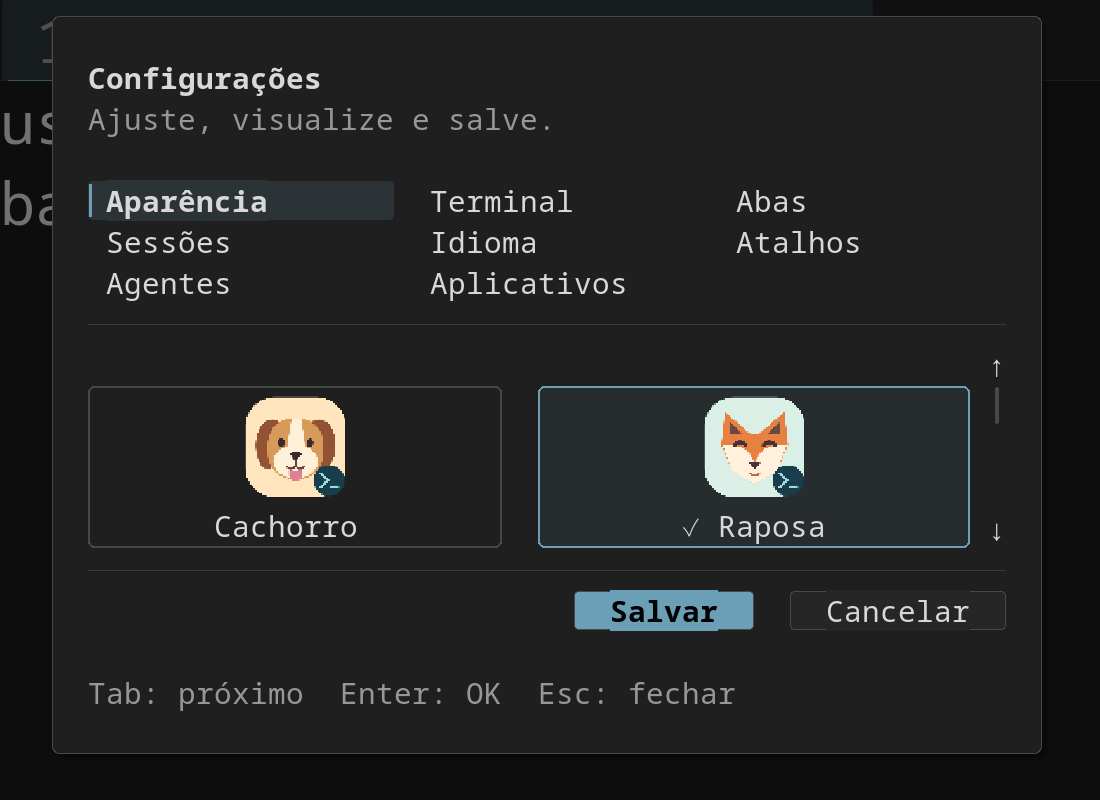 Configurações
Ajuste, visualize e salve.
Aparência Terminal Abas
Sessões Idioma Atalhos
Agentes Aplicativos
↑
>_ >_
Cachorro ✓ Raposa ↓
Salvar Cancelar
Tab: próximo Enter: OK Esc: fechar